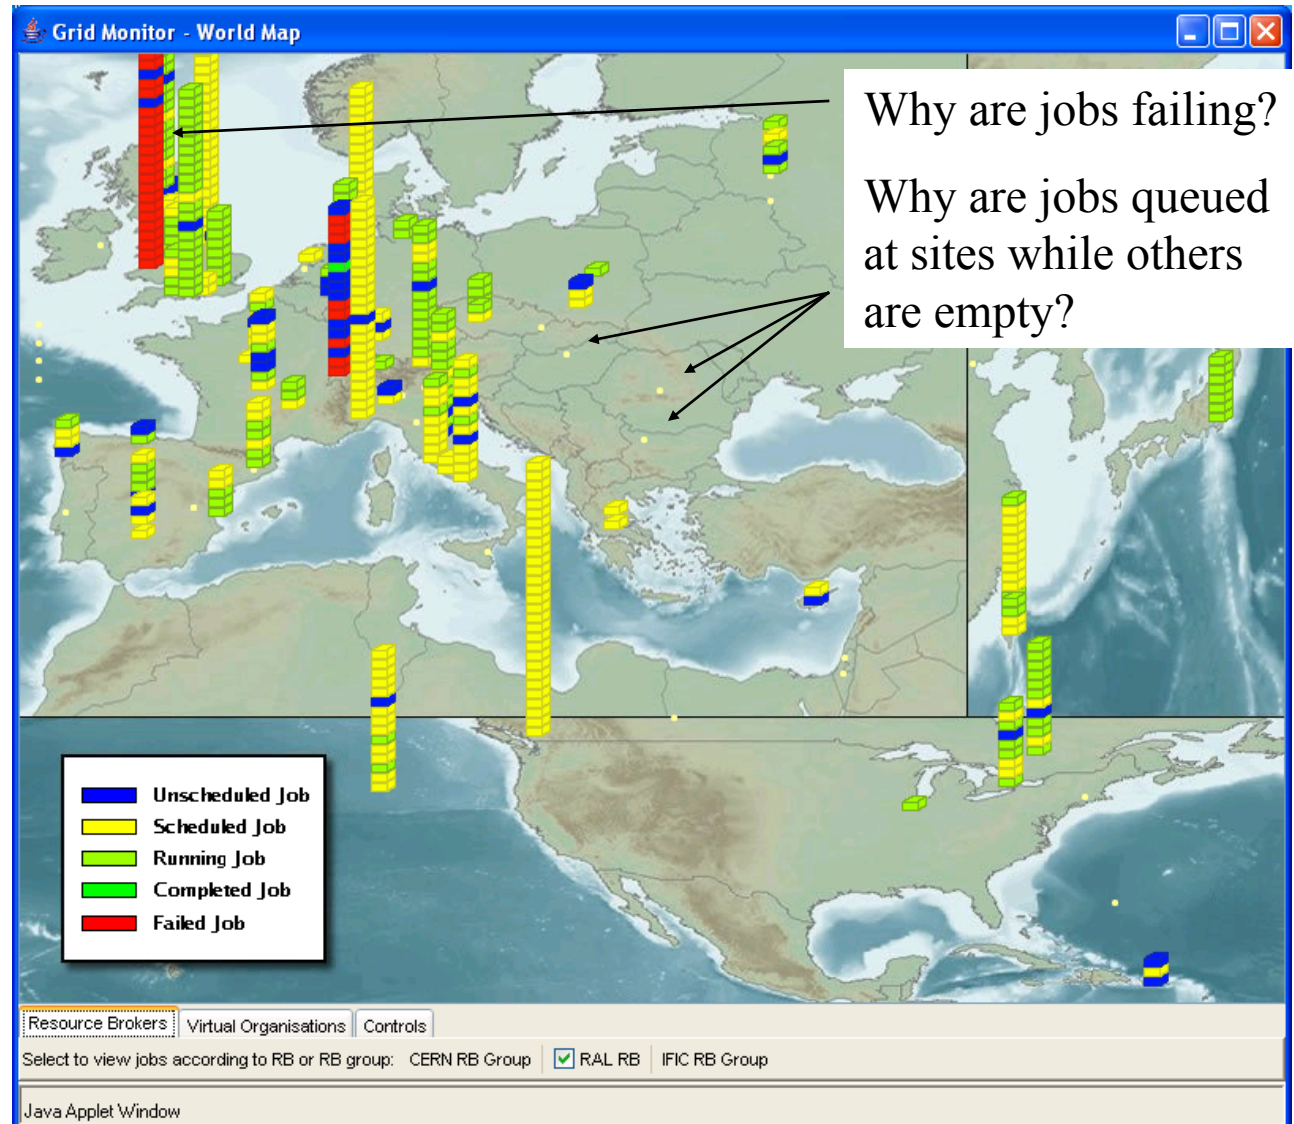 Grid Monitor - World Map
Why are jobs failing?
Why are jobs queued
at sites while others
are empty?
Unscheduled Job
Scheduled Job
Running Job
Completed Job
Failed Job
Resource Brokers Virtual Organisations Controls
Select to view jobs according to RB or RB group: CERN RB Group RAL RB IFIC RB Group
Java Applet Window